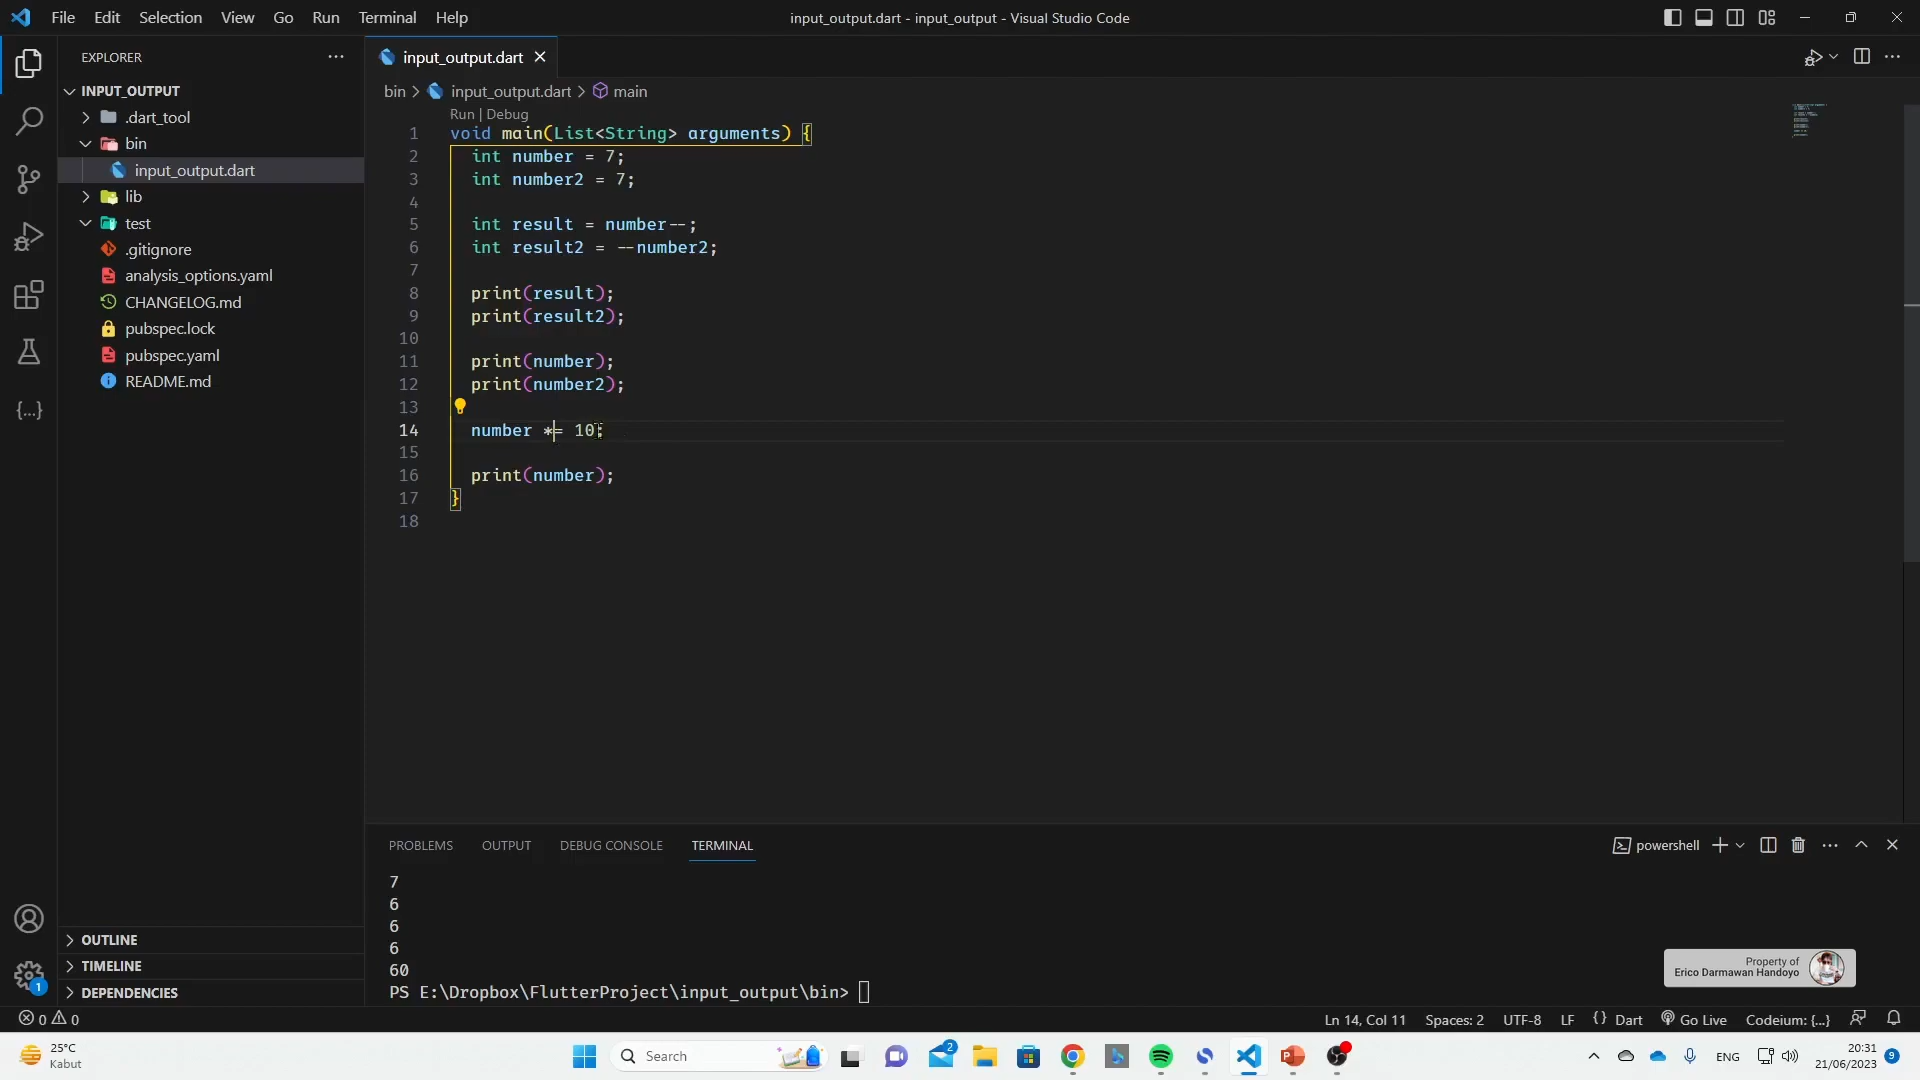 File Edit Selection View Go Run Terminal Help
input_output.dart - input_output - Visual Studio Code
EXPLORER
INPUT_OUTPUT
.dart_tool
bin
input_output.dart
lib
test
.gitignore
analysis_options.yaml
CHANGELOG.md
pubspec.lock
pubspec.yaml
README.md
OUTLINE
TIMELINE
DEPENDENCIES
1
input_output.dart
bin > input_output.dart > main
Run | Debug
1 void main(List<String> arguments) {
2 int number = 7;
3 int number2 = 7;
4
5 int result = number--;
6 int result2 = --number2;
7
8 print(result);
9 print(result2);
10
11 print(number);
12 print(number2);
13
14 number *= 10;
15
16 print(number);
17 }
18
PROBLEMS OUTPUT DEBUG CONSOLE TERMINAL
powershell
7
6
6
6
60
PS E:\Dropbox\FlutterProject\input_output\bin>
Property of
Erico Darmawan Handoyo
0 0
Ln 14, Col 11 Spaces: 2 UTF-8 LF {} Dart Go Live Codeium: {...}
25°C
Kabut
Search
2
ENG
20:31
21/06/2023
9